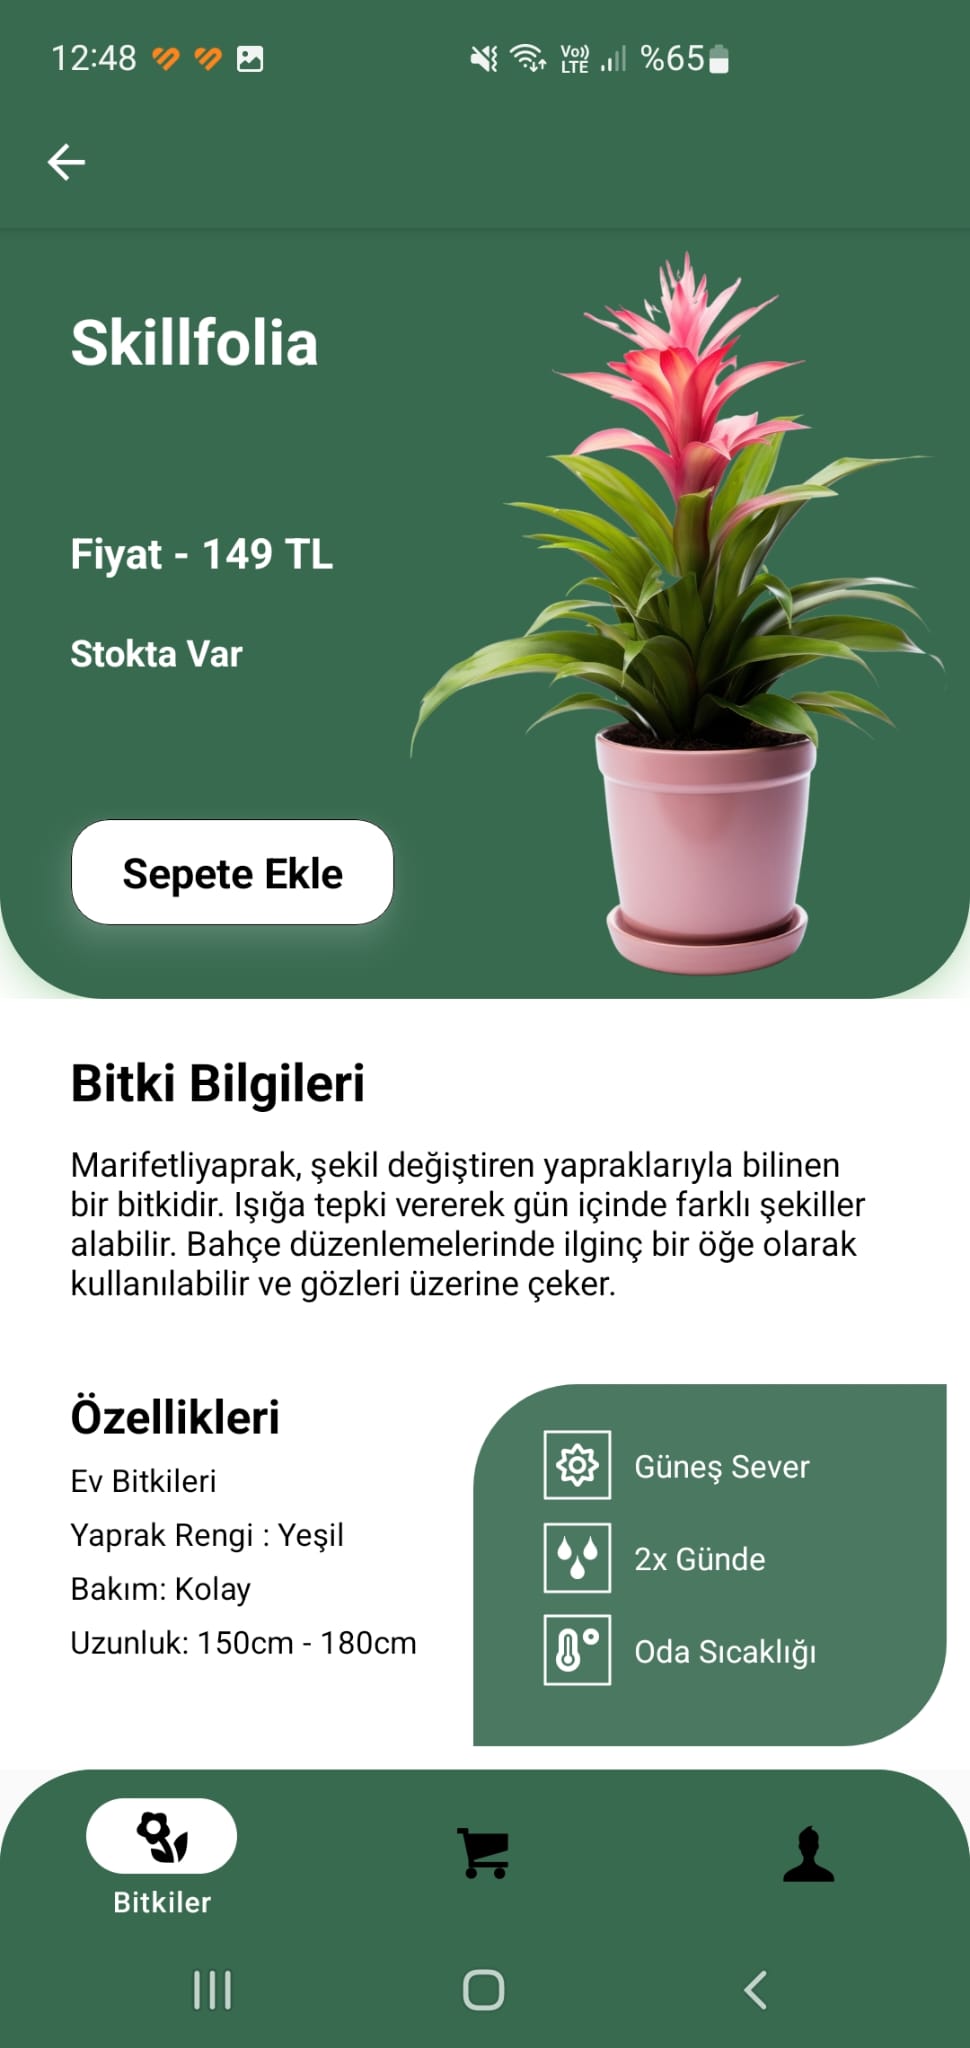 12:48
Vo)) LTE
%65
Skillfolia
Fiyat - 149 TL
Stokta Var
Sepete Ekle
Bitki Bilgileri
Marifetliyaprak, şekil değiştiren yapraklarıyla bilinen
bir bitkidir. Işığa tepki vererek gün içinde farklı şekiller
alabilir. Bahçe düzenlemelerinde ilginç bir öğe olarak
kullanılabilir ve gözleri üzerine çeker.
Özellikleri
Ev Bitkileri
Yaprak Rengi : Yeşil
Bakım: Kolay
Uzunluk: 150cm - 180cm
Güneş Sever
2x Günde
Oda Sıcaklığı
Bitkiler